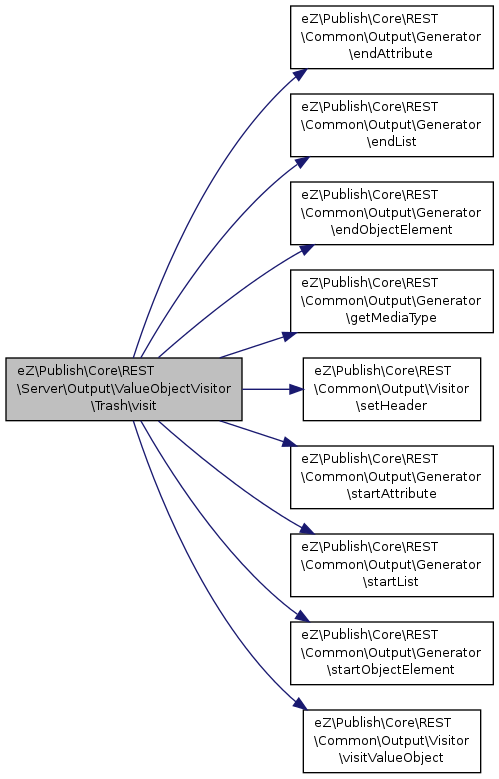 eZ\Publish\Core\REST
\Common\Output\Generator
\endAttribute
eZ\Publish\Core\REST
\Common\Output\Generator
\endList
eZ\Publish\Core\REST
\Common\Output\Generator
\endObjectElement
eZ\Publish\Core\REST
\Common\Output\Generator
\getMediaType
eZ\Publish\Core\REST
\Server\Output\ValueObjectVisitor
\Trash\visit
eZ\Publish\Core\REST
\Common\Output\Visitor
\setHeader
eZ\Publish\Core\REST
\Common\Output\Generator
\startAttribute
eZ\Publish\Core\REST
\Common\Output\Generator
\startList
eZ\Publish\Core\REST
\Common\Output\Generator
\startObjectElement
eZ\Publish\Core\REST
\Common\Output\Visitor
\visitValueObject